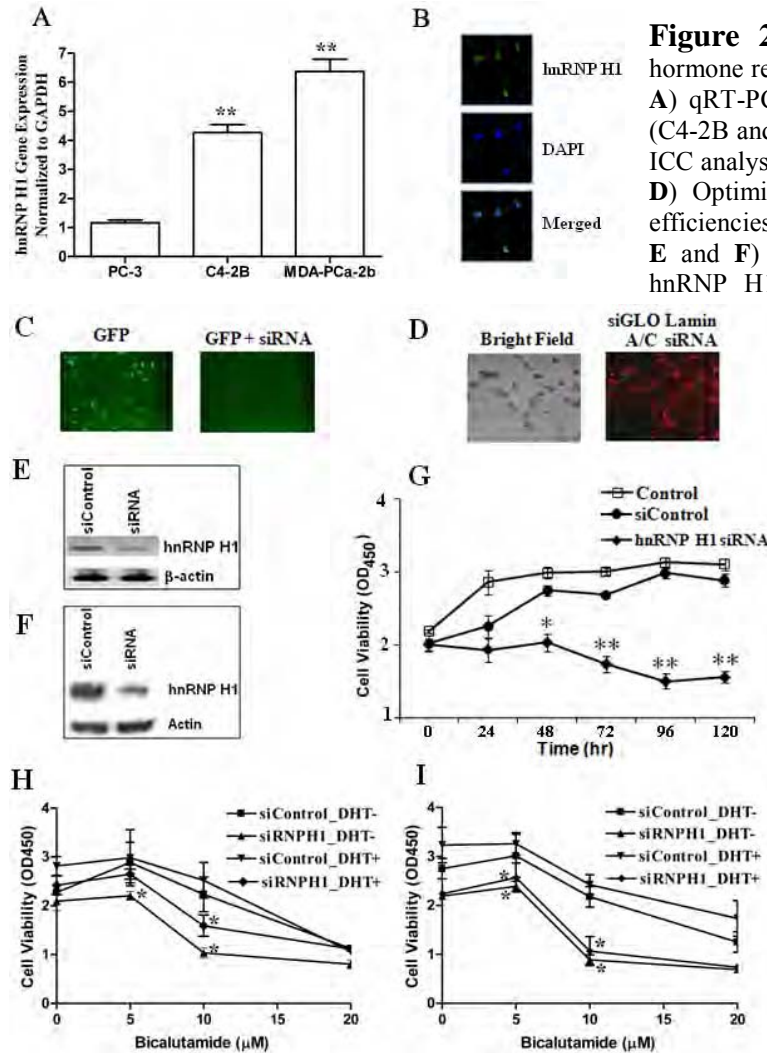 A
hnRNP H1 Gene Expression
Normalized to GAPDH
7
6
5
4
3
2
1
0
**
**
PC-3 C4-2B MDA-PCa-2b
B
hnRNP H1
DAPI
Merged
Figure 2
hormone re
A) qRT-PC
(C4-2B and
ICC analys
D) Optimi
efficiencies
E and F)
hnRNP H1
C
GFP
GFP + siRNA
D
Bright Field
siGLO Lamin
A/C siRNA
E
siControl
siRNA
hnRNP H1
β-actin
F
siControl
siRNA
hnRNP H1
Actin
G
Control
siControl
hnRNP H1 siRNA
Cell Viability (OD450)
4
3
2
1
* ** ** **
0 24 48 72 96 120
Time (hr)
H
siControl_DHT-
siRNPH1_DHT-
siControl_DHT+
siRNPH1_DHT+
Cell Viability (OD450)
4
3
2
1
0
*
*
*
0 5 10 15 20
Bicalutamide (μM)
I
siControl_DHT-
siRNPH1_DHT-
siControl_DHT+
siRNPH1_DHT+
Cell Viability (OD450)
4
3
2
1
0
*
*
*
*
0 5 10 15 20
Bicalutamide (μM)